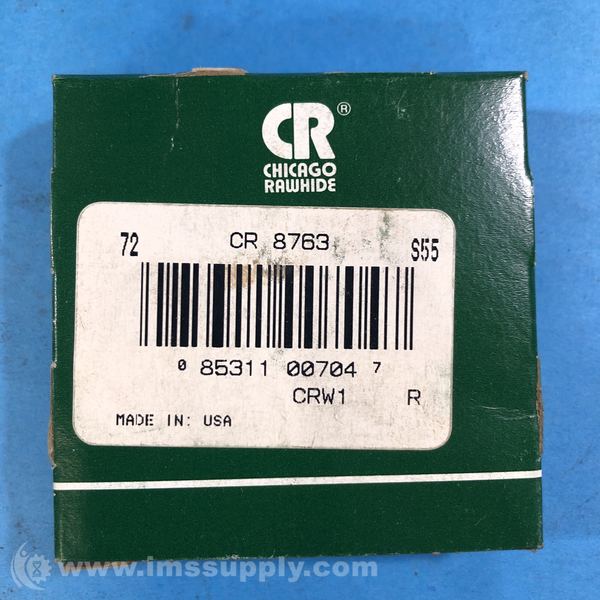 CR®
CHICAGO
RAWHIDE
72 CR 8763 S55
0 85311 00704 7
CRW1 R
MADE IN: USA
www.imssupply.com